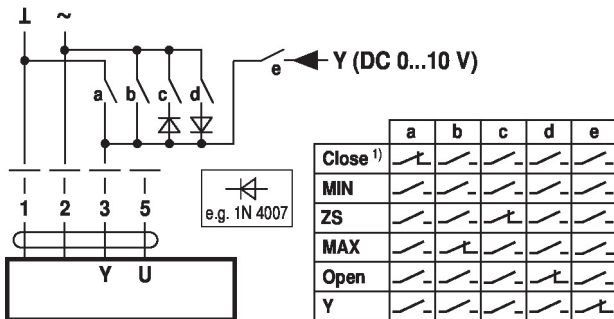 ⊥ ~
e Y (DC 0...10 V)
a b c d
1 2 3 5
Y U
e.g. 1N 4007
a b c d e
Close 1)
MIN
ZS
MAX
Open
Y